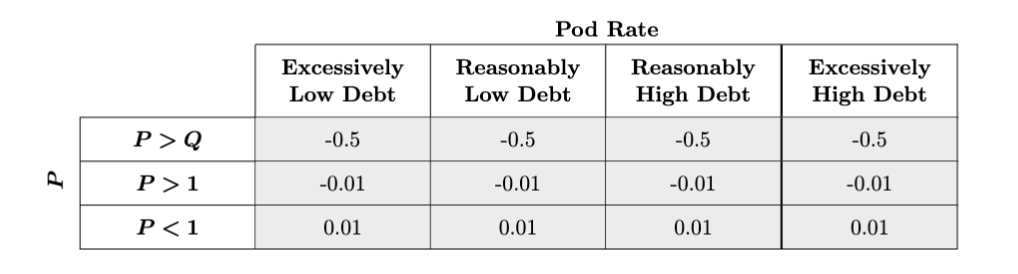 Pod Rate
Excessively Low Debt Reasonably Low Debt Reasonably High Debt Excessively High Debt
P > Q -0.5 -0.5 -0.5 -0.5
P
P > 1 -0.01 -0.01 -0.01 -0.01
P < 1 0.01 0.01 0.01 0.01